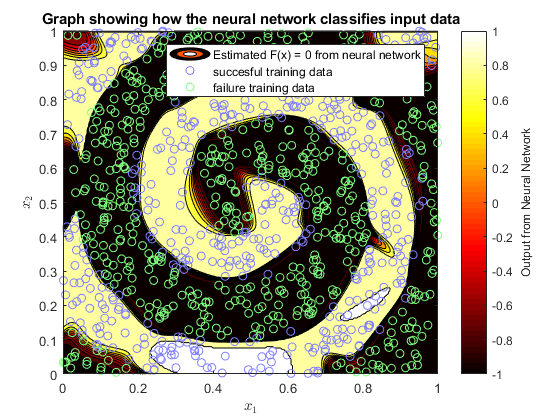 Graph showing how the neural network classifies input data
Estimated F(x) = 0 from neural network
succesful training data
failure training data
1
0.9
0.8
0.7
0.6
0.5
0.4
0.3
0.2
0.1
0
x2
0 0.2 0.4 0.6 0.8 1
x1
1
0.8
0.6
0.4
0.2
0
-0.2
-0.4
-0.6
-0.8
-1
Output from Neural Network